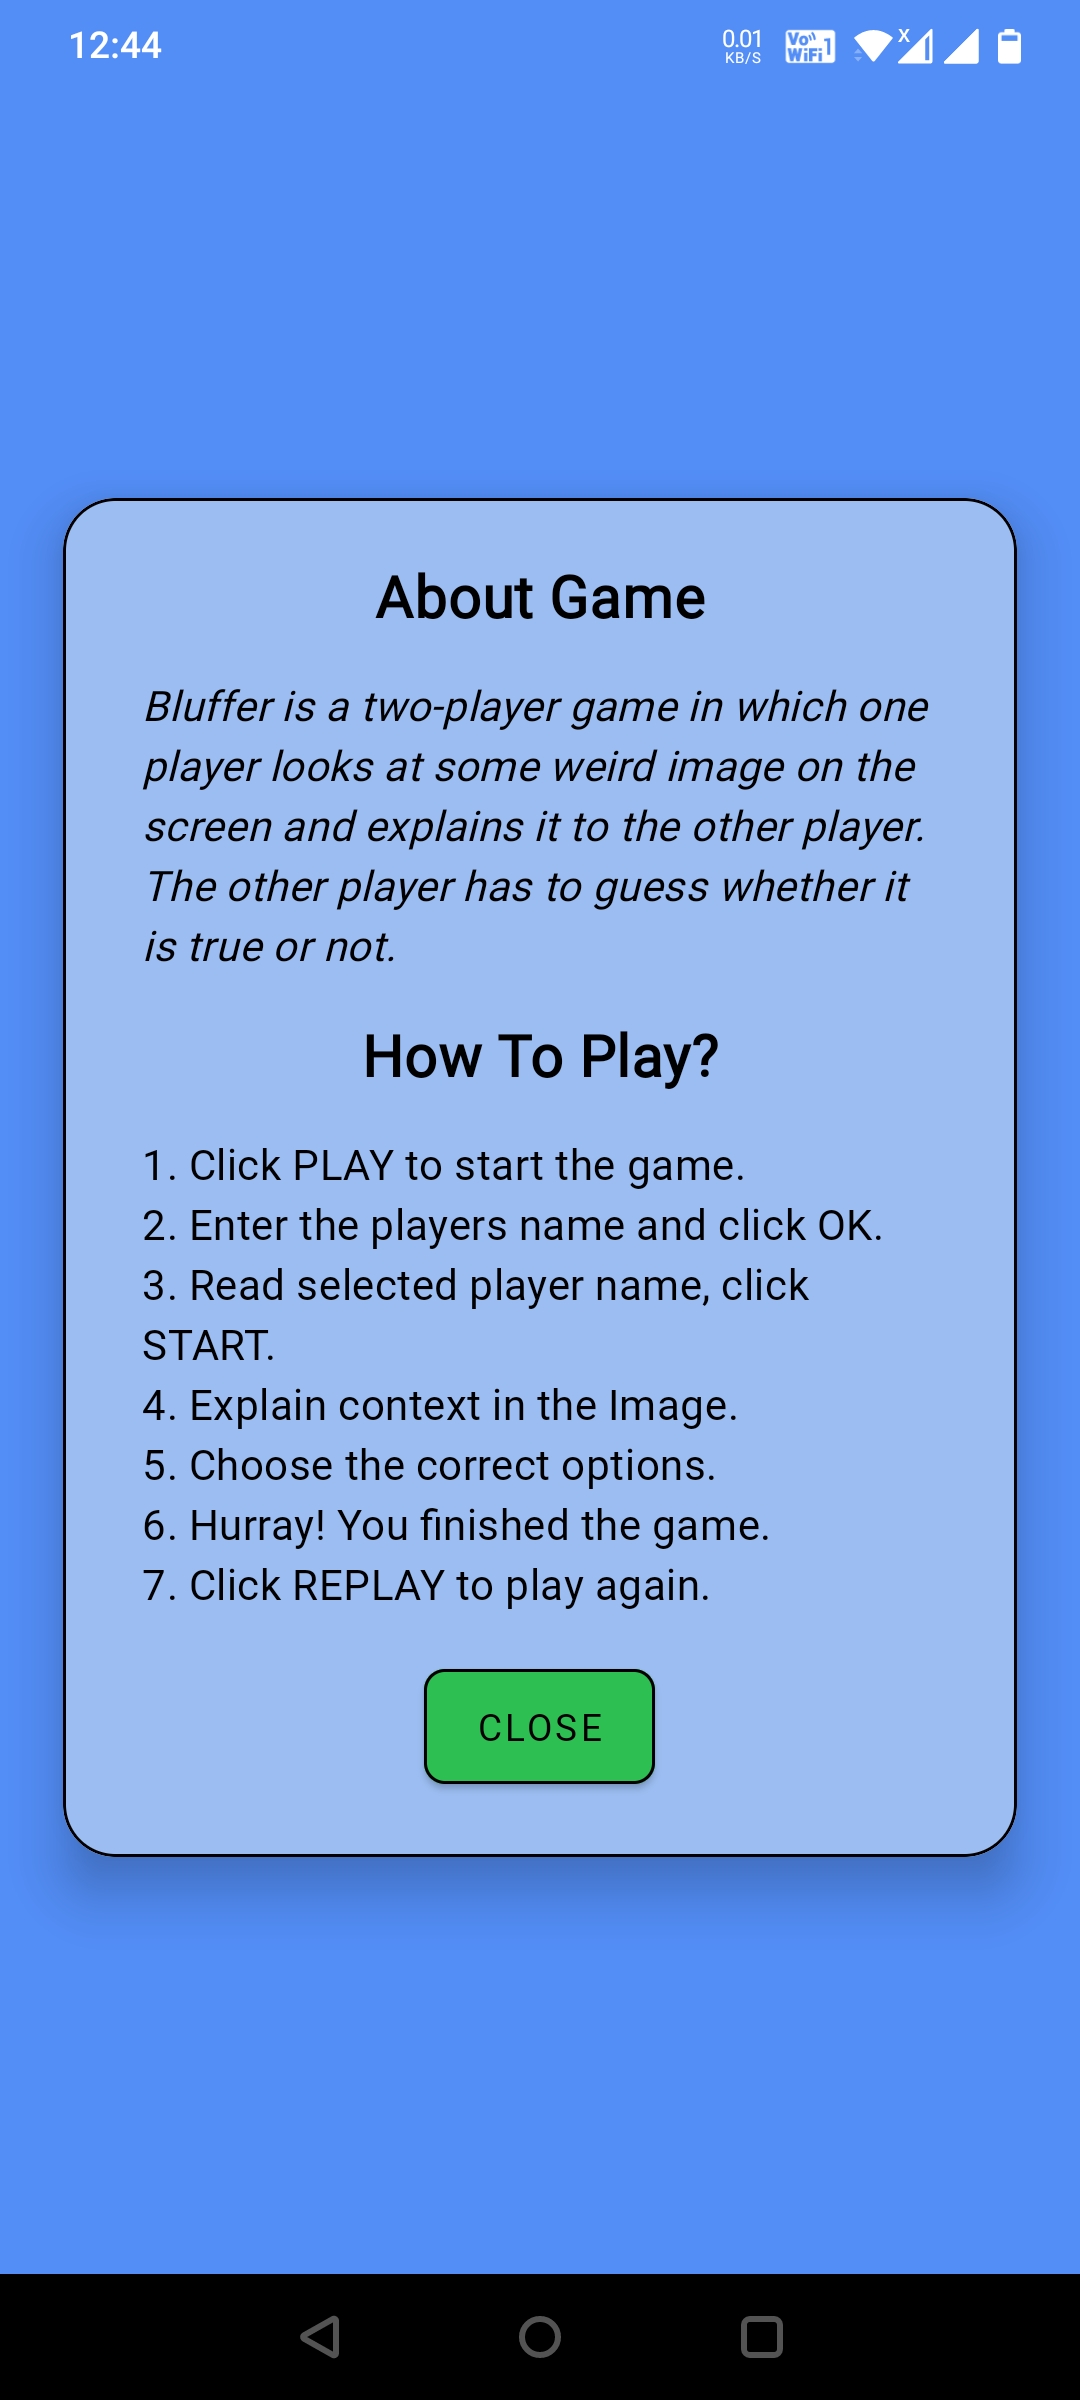 12:44
0.01
KB/S
Vo
WiFi 1
X
About Game
Bluffer is a two-player game in which one
player looks at some weird image on the
screen and explains it to the other player.
The other player has to guess whether it
is true or not.
How To Play?
1. Click PLAY to start the game.
2. Enter the players name and click OK.
3. Read selected player name, click
START.
4. Explain context in the Image.
5. Choose the correct options.
6. Hurray! You finished the game.
7. Click REPLAY to play again.
CLOSE